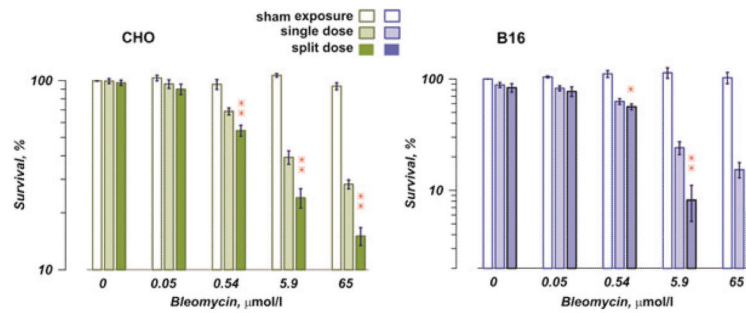 sham exposure
single dose
split dose
CHO
B16
Survival, %
100
10
0
0.05
0.54
5.9
65
Bleomycin, μmol/l
**
**
**
Survival, %
100
10
0
0.05
0.54
5.9
65
Bleomycin, μmol/l
*
**